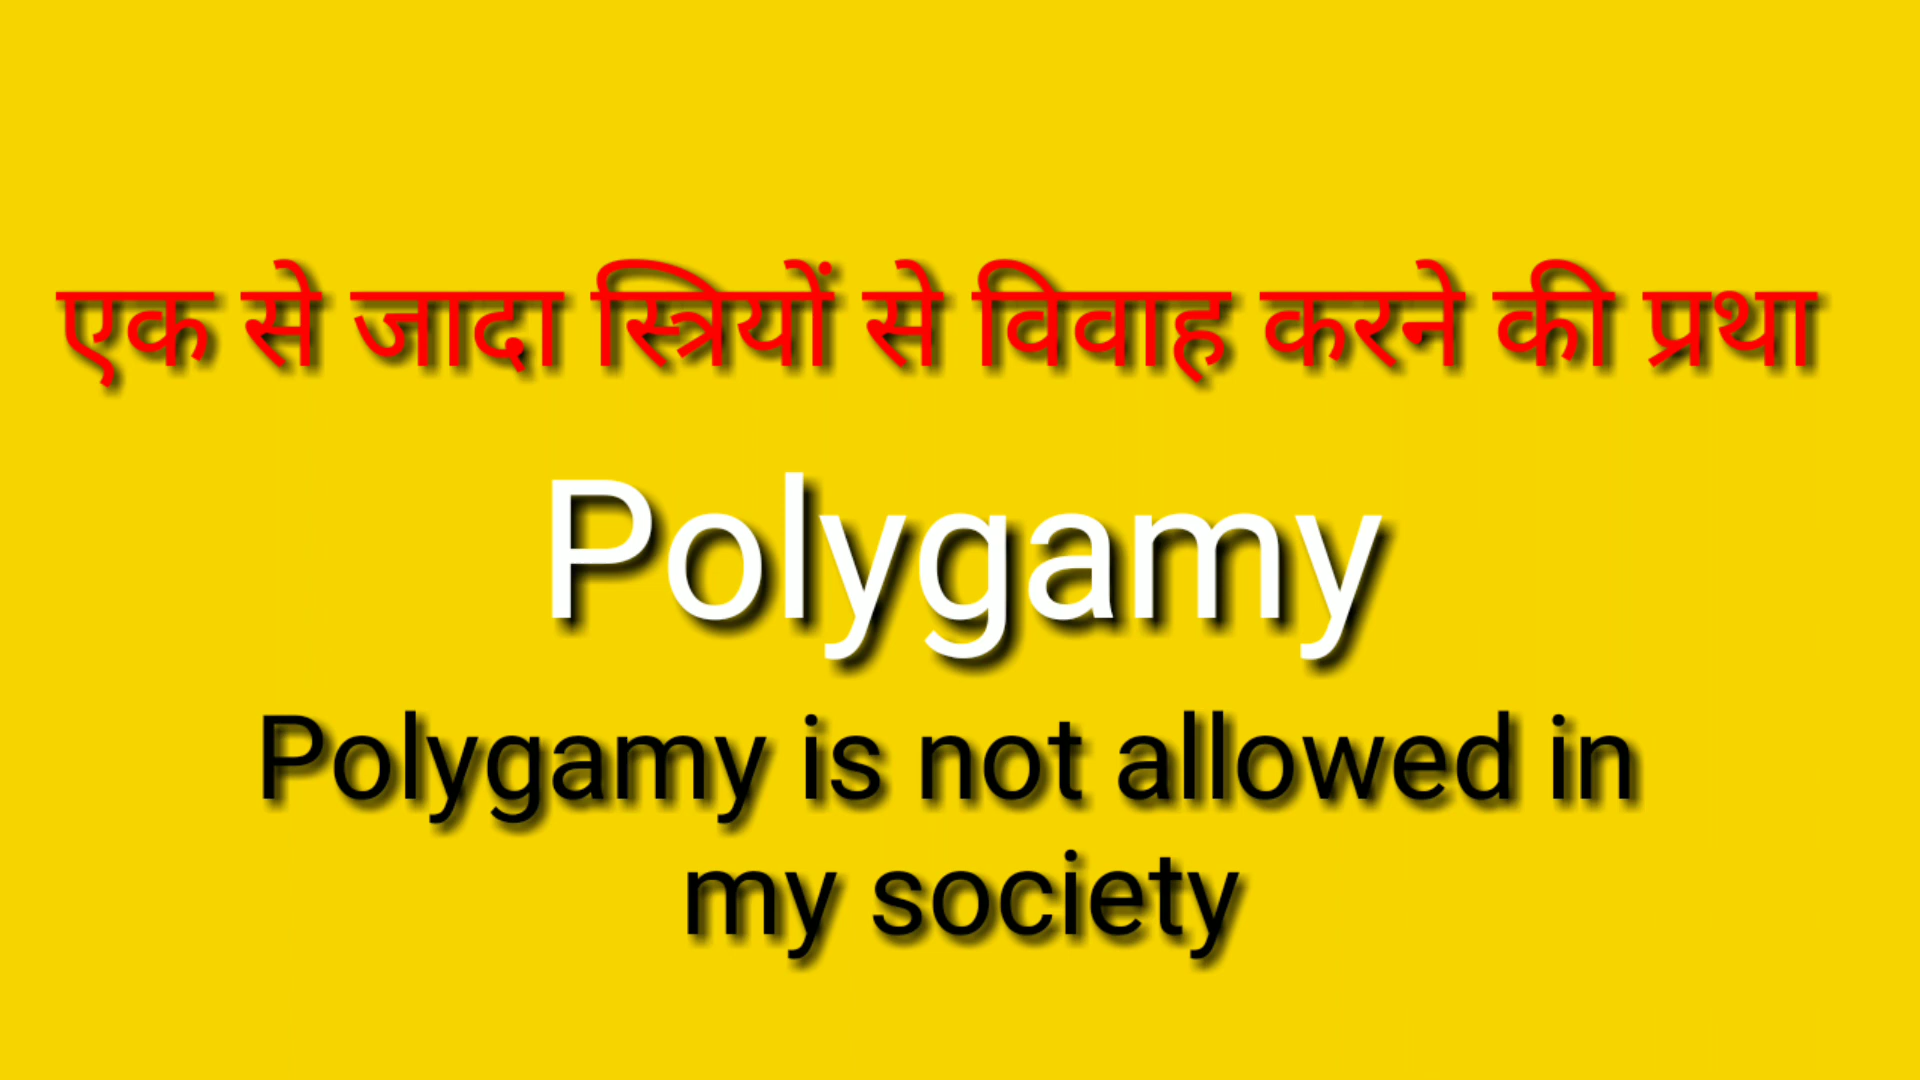 एक से जादा स्त्रियों से विवाह करने की प्रथा
Polygamy
Polygamy is not allowed in
my society